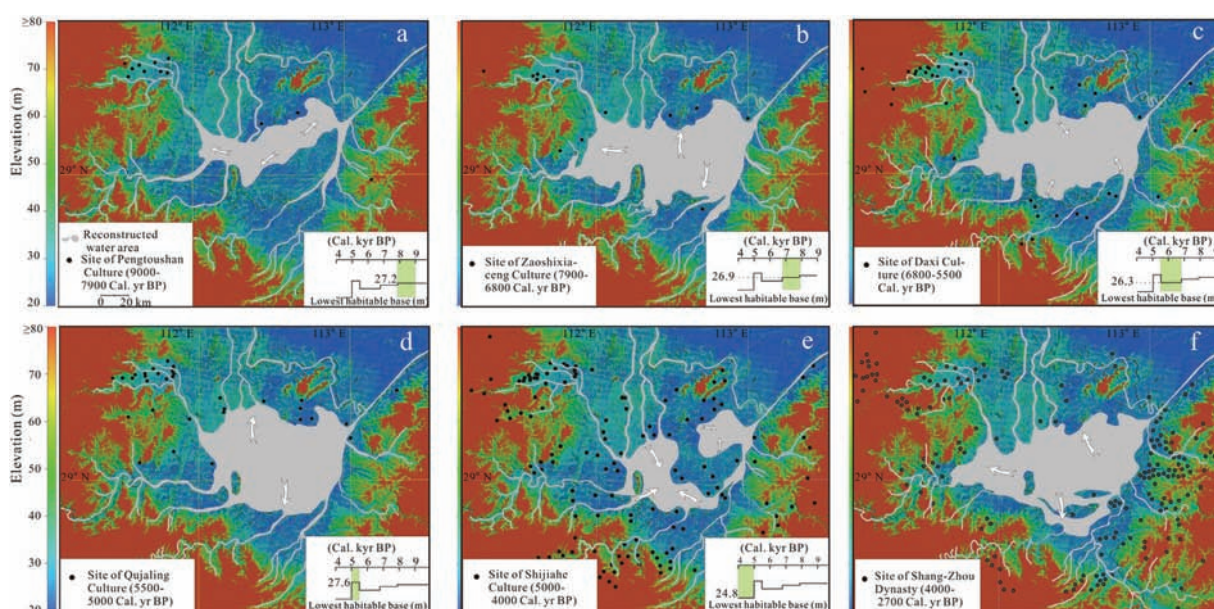 ≥80
70
60
50
40
30
20
Elevation (m)
112° E
113° E
a
29° N
Reconstructed
water area
Site of Pengtoushan
Culture (9000-
7900 Cal. yr BP)
0 20 km
(Cal. kyr BP)
4 5 6 7 8 9
27.2
Lowest habitable base (m)
112° E
113° E
b
29° N
Site of Zaoshixia-
ceng Culture (7900-
6800 Cal. yr BP)
(Cal. kyr BP)
4 5 6 7 8 9
26.9
Lowest habitable base (m)
112° E
113° E
c
29° N
Site of Daxi Cul-
ture (6800-5500
Cal. yr BP)
(Cal. kyr BP)
4 5 6 7 8 9
26.3
Lowest habitable base (m)
≥80
70
60
50
40
30
20
Elevation (m)
112° E
113° E
d
29° N
Site of Qujaling
Culture (5500-
5000 Cal. yr BP)
(Cal. kyr BP)
4 5 6 7 8 9
27.6
Lowest habitable base (m)
112° E
113° E
e
29° N
Site of Shijiahe
Culture (5000-
4000 Cal. yr BP)
(Cal. kyr BP)
4 5 6 7 8 9
24.8
Lowest habitable base (m)
112° E
113° E
f
29° N
Site of Shang-Zhou
Dynasty (4000-
2700 Cal. yr BP)